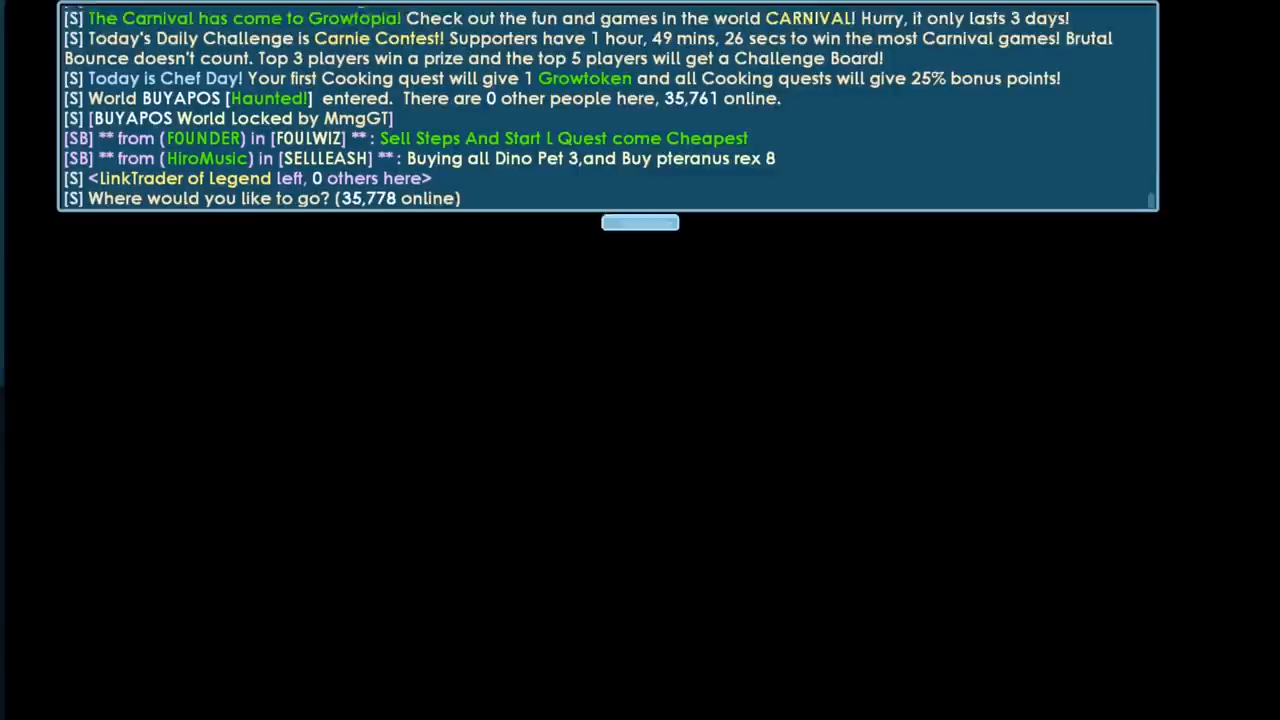 [S] The Carnival has come to Growtopia! Check out the fun and games in the world CARNIVAL! Hurry, it only lasts 3 days!
[S] Today's Daily Challenge is Carnie Contest! Supporters have 1 hour, 49 mins, 26 secs to win the most Carnival games! Brutal
Bounce doesn't count. Top 3 players win a prize and the top 5 players will get a Challenge Board!
[S] Today is Chef Day! Your first Cooking quest will give 1 Growtoken and all Cooking quests will give 25% bonus points!
[S] World BUYAPOS [Haunted!]  entered.  There are 0 other people here, 35,761 online.
[S] [BUYAPOS World Locked by MmgGT]
[SB] ** from (F0UNDER) in [FOULWIZ] ** : Sell Steps And Start L Quest come Cheapest
[SB] ** from (HiroMusic) in [SELLLEASH] ** : Buying all Dino Pet 3,and Buy pteranus rex 8
[S] <LinkTrader of Legend left, 0 others here>
[S] Where would you like to go? (35,778 online)